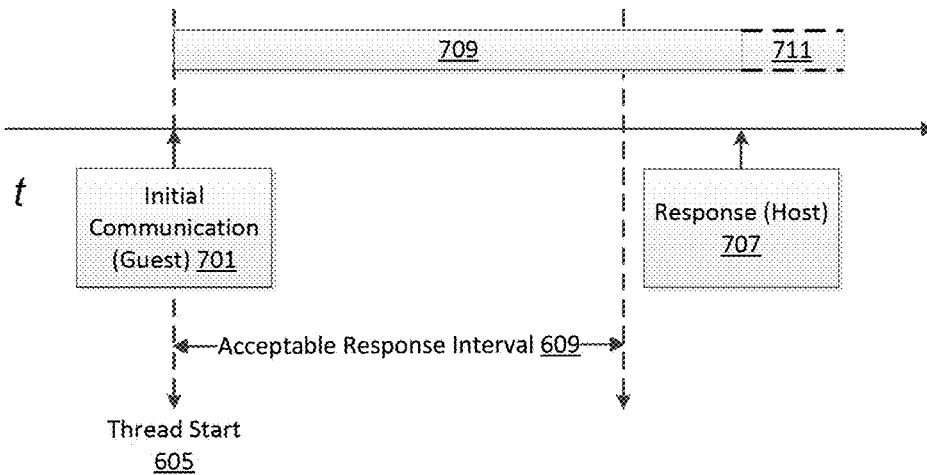 709
711
t
Initial
Communication
(Guest) 701
Response (Host)
707
Acceptable Response Interval 609
Thread Start
605